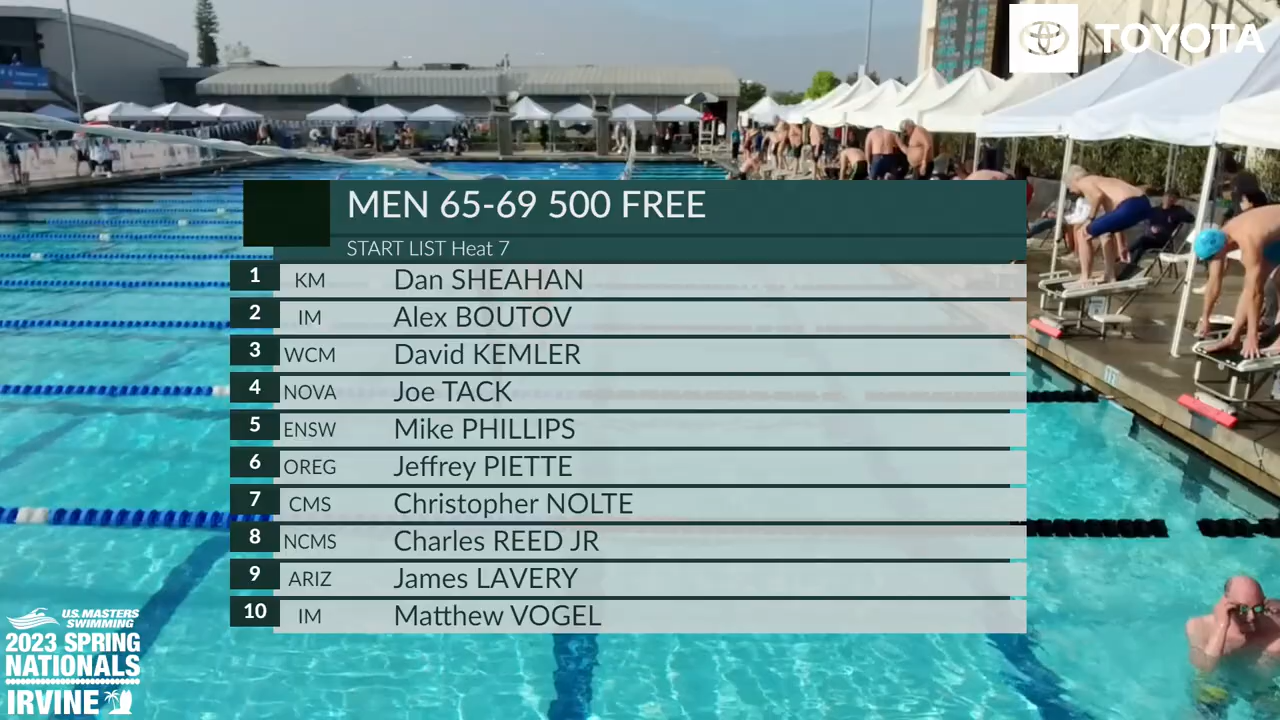 TOYOTA
MEN 65-69 500 FREE
START LIST Heat 7
1 KM Dan SHEAHAN
2 IM Alex BOUTOV
3 WCM David KEMLER
4 NOVA Joe TACK
5 ENSW Mike PHILLIPS
6 OREG Jeffrey PIETTE
7 CMS Christopher NOLTE
8 NCMS Charles REED JR
9 ARIZ James LAVERY
10 IM Matthew VOGEL
U.S. MASTERS
SWIMMING
2023 SPRING
NATIONALS
IRVINE